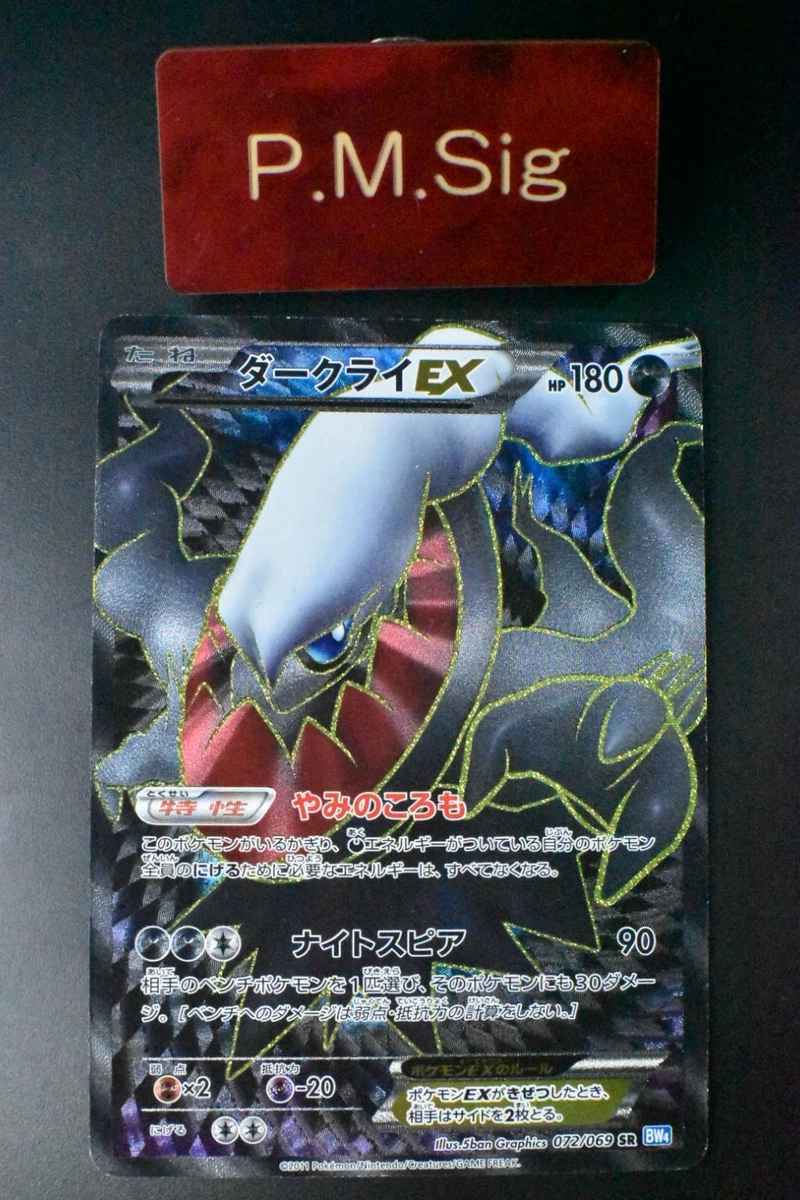 P.M.Sig
たね
ダークライEX
HP 180
とくせい
特性
やみのころも
このポケモンがいるかぎり、エネルギーがついている自分のポケモン
全員のにげるために必要なエネルギーは、すべてなくなる。
ナイトスピア
90
相手のベンチポケモンを1匹選び、そのポケモンにも30ダメー
ジ。[ベンチへのダメージは弱点・抵抗力の計算をしない。]
弱点
×2
抵抗力
-20
ポケモンEXのルール
ポケモンEXがきぜつしたとき、
相手はサイドを2枚とる。
にげる
Illus.5ban Graphics 072/069 SR BW4
©2011 Pokémon/Nintendo/Creatures/GAME FREAK.